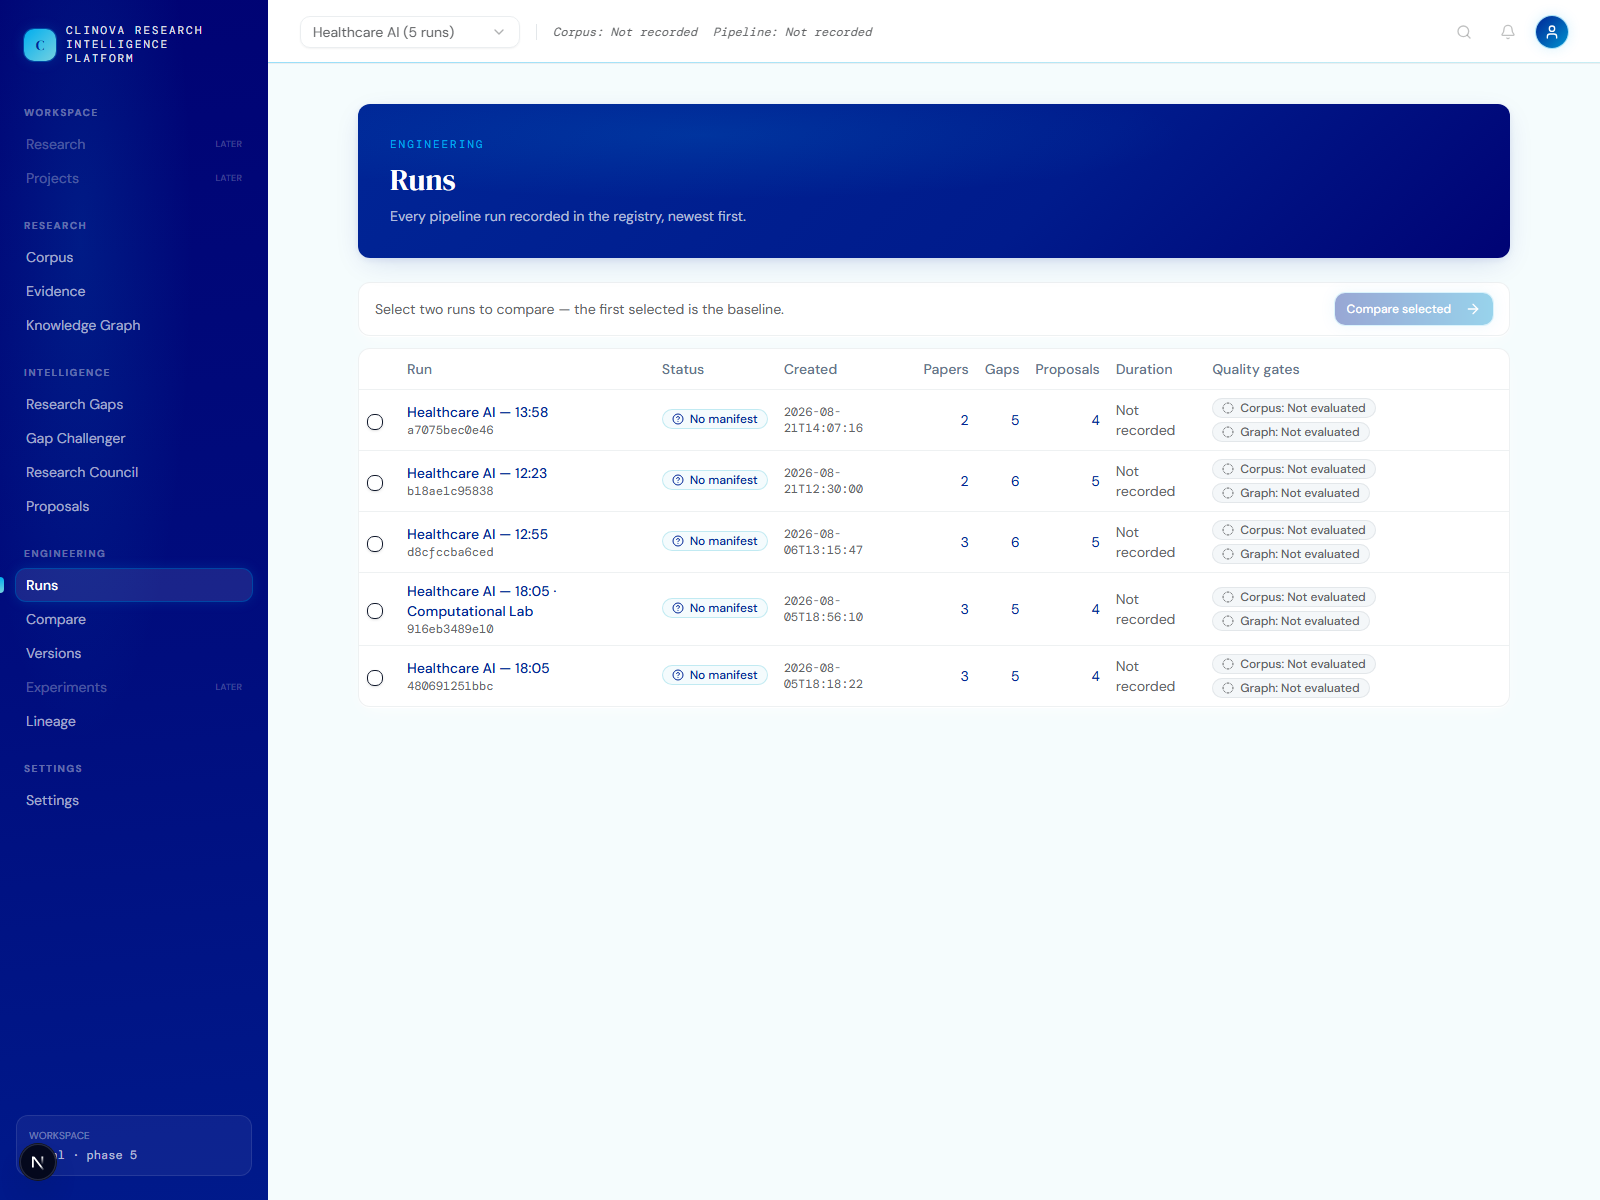 C
CLINOVA RESEARCH
INTELLIGENCE
PLATFORM
WORKSPACE
Research LATER
Projects LATER
RESEARCH
Corpus
Evidence
Knowledge Graph
INTELLIGENCE
Research Gaps
Gap Challenger
Research Council
Proposals
ENGINEERING
Runs
Compare
Versions
Experiments LATER
Lineage
SETTINGS
Settings
WORKSPACE
· phase 5
N
Healthcare AI (5 runs)
Corpus: Not recorded Pipeline: Not recorded
ENGINEERING
Runs
Every pipeline run recorded in the registry, newest first.
Select two runs to compare — the first selected is the baseline.
Compare selected
Run Status Created Papers Gaps Proposals Duration Quality gates
Healthcare AI — 13:58
a7075bec0e46
No manifest
2026-08-
21T14:07:16
2 5 4
Not
recorded
Corpus: Not evaluated
Graph: Not evaluated
Healthcare AI — 12:23
b18ae1c95838
No manifest
2026-08-
21T12:30:00
2 6 5
Not
recorded
Corpus: Not evaluated
Graph: Not evaluated
Healthcare AI — 12:55
d8cfccba6ced
No manifest
2026-08-
06T13:15:47
3 6 5
Not
recorded
Corpus: Not evaluated
Graph: Not evaluated
Healthcare AI — 18:05 ·
Computational Lab
916eb3489e10
No manifest
2026-08-
05T18:56:10
3 5 4
Not
recorded
Corpus: Not evaluated
Graph: Not evaluated
Healthcare AI — 18:05
480691251bbc
No manifest
2026-08-
05T18:18:22
3 5 4
Not
recorded
Corpus: Not evaluated
Graph: Not evaluated